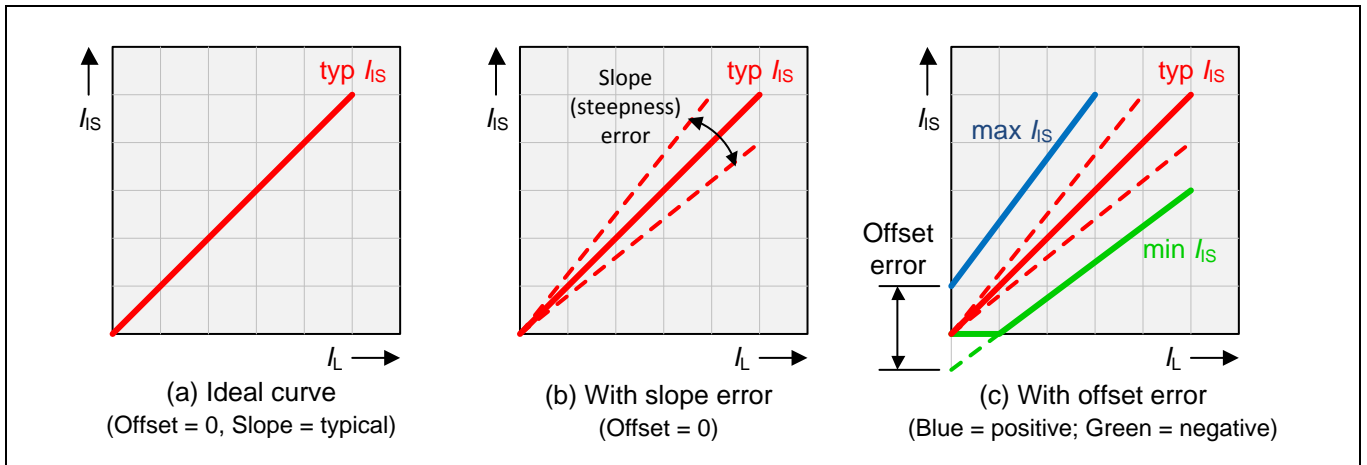 typ IIS
IIS
IL
(a) Ideal curve
(Offset = 0, Slope = typical)
typ IIS
Slope
(steepness)
error
IIS
IL
(b) With slope error
(Offset = 0)
typ IIS
max IIS
IIS
min IIS
Offset
error
IL
(c) With offset error
(Blue = positive; Green = negative)